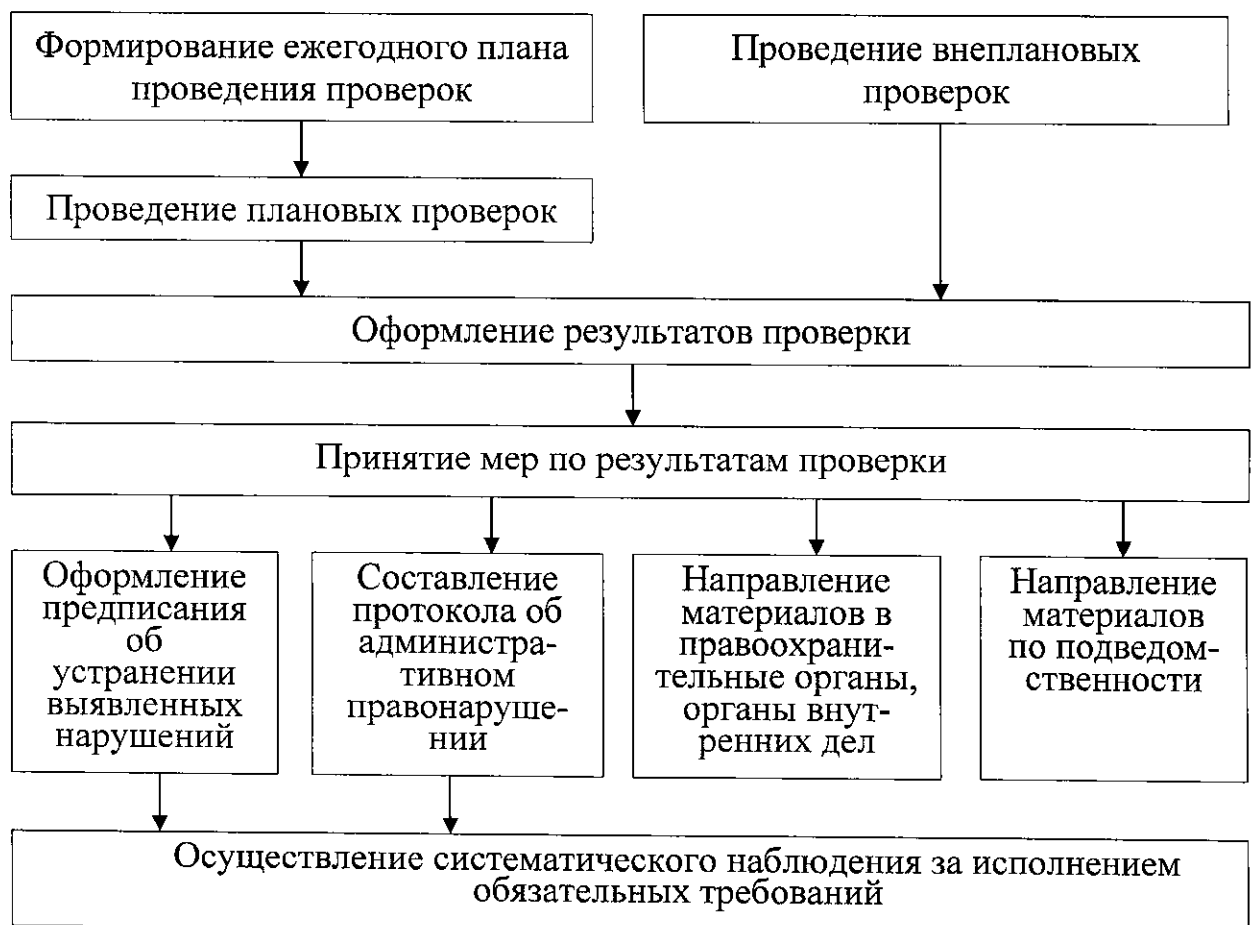 Формирование ежегодного плана
проведения проверок
Проведение внеплановых
проверок
Проведение плановых проверок
Оформление результатов проверки
Принятие мер по результатам проверки
Оформление
предписания
об
устранении
выявленных
нарушений
Составление
протокола об
администра-
тивном
правонаруше-
нии
Направление
материалов в
правоохрани-
тельные органы,
органы внут-
ренних дел
Направление
материалов
по подведом-
ственности
Осуществление систематического наблюдения за исполнением
обязательных требований